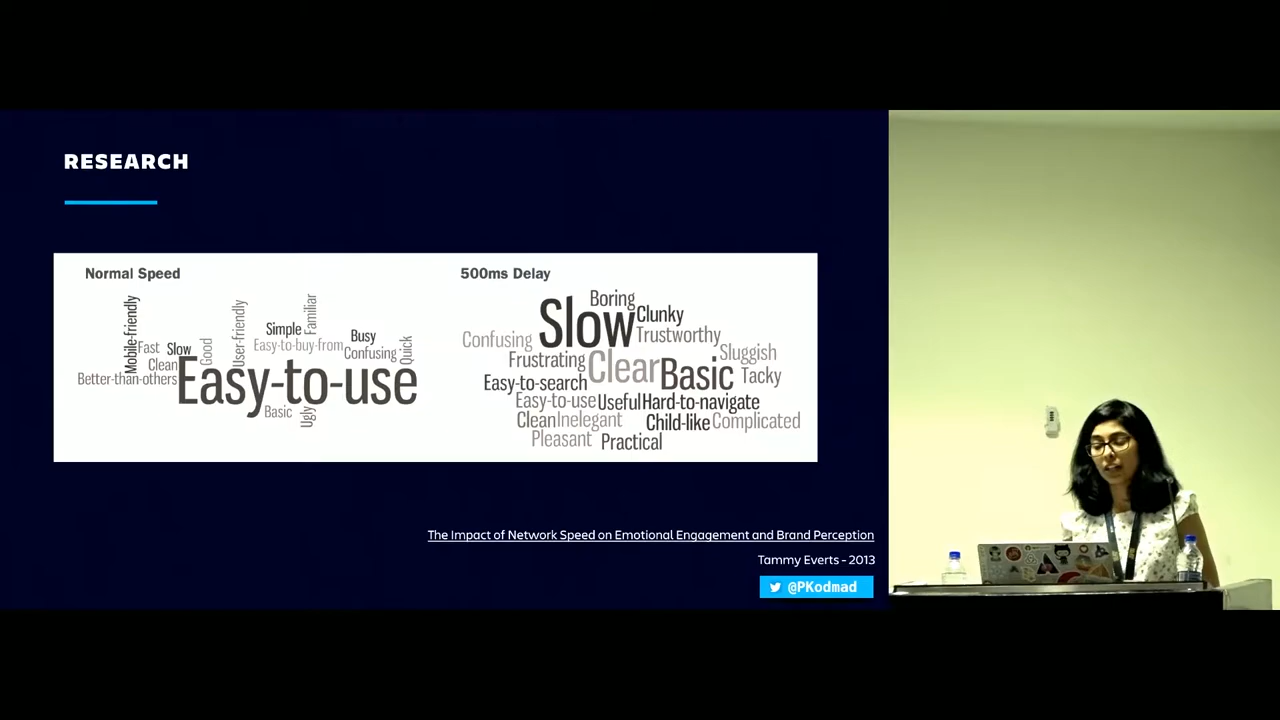 RESEARCH
Normal Speed
500ms Delay
Mobile-friendly
Fast
Slow
Clean
Good
User-friendly
Simple
Familiar
Easy-to-buy-from
Busy
Confusing
Quick
Better-than-others
Easy-to-use
Basic
Ugly
Boring
Slow
Clunky
Confusing
Trustworthy
Frustrating
Clear
Sluggish
Easy-to-search
Basic
Tacky
Easy-to-use
Useful
Hard-to-navigate
Clean
Inelegant
Child-like
Complicated
Pleasant
Practical
The Impact of Network Speed on Emotional Engagement and Brand Perception
Tammy Everts - 2013
@PKodmad